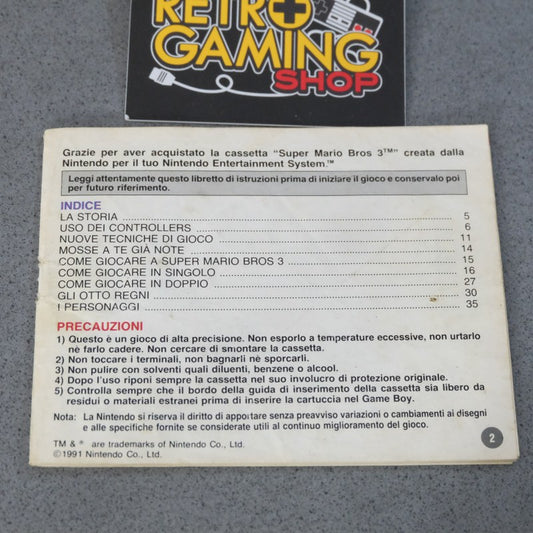 RETRO
GAMING
SHOP
Grazie per aver acquistato la cassetta "Super Mario Bros 3™" creata dalla
Nintendo per il tuo Nintendo Entertainment System.™
Leggi attentamente questo libretto di istruzioni prima di iniziare il gioco e conservalo poi
per futuro riferimento.
INDICE
LA STORIA 5
USO DEI CONTROLLERS 6
NUOVE TECNICHE DI GIOCO 11
MOSSE A TE GIÀ NOTE 14
COME GIOCARE A SUPER MARIO BROS 3 15
COME GIOCARE IN SINGOLO 16
COME GIOCARE IN DOPPIO 27
GLI OTTO REGNI 30
I PERSONAGGI 35
PRECAUZIONI
1) Questo è un gioco di alta precisione. Non esporlo a temperature eccessive, non urtarlo
nè farlo cadere. Non cercare di smontare la cassetta.
2) Non toccare i terminali, non bagnarli nè sporcarli.
3) Non pulire con solventi quali diluenti, benzene o alcool.
4) Dopo l'uso riponi sempre la cassetta nel suo involucro di protezione originale.
5) Controlla sempre che il bordo della guida di inserimento della cassetta sia libero da
residui o materiali estranei prima di inserire la cartuccia nel Game Boy.
Nota: La Nintendo si riserva il diritto di apportare senza preavviso variazioni o cambiamenti ai disegni
e alle specifiche fornite se considerate utili al continuo miglioramento del gioco.
TM & ® are trademarks of Nintendo Co., Ltd.
©1991 Nintendo Co., Ltd.
2